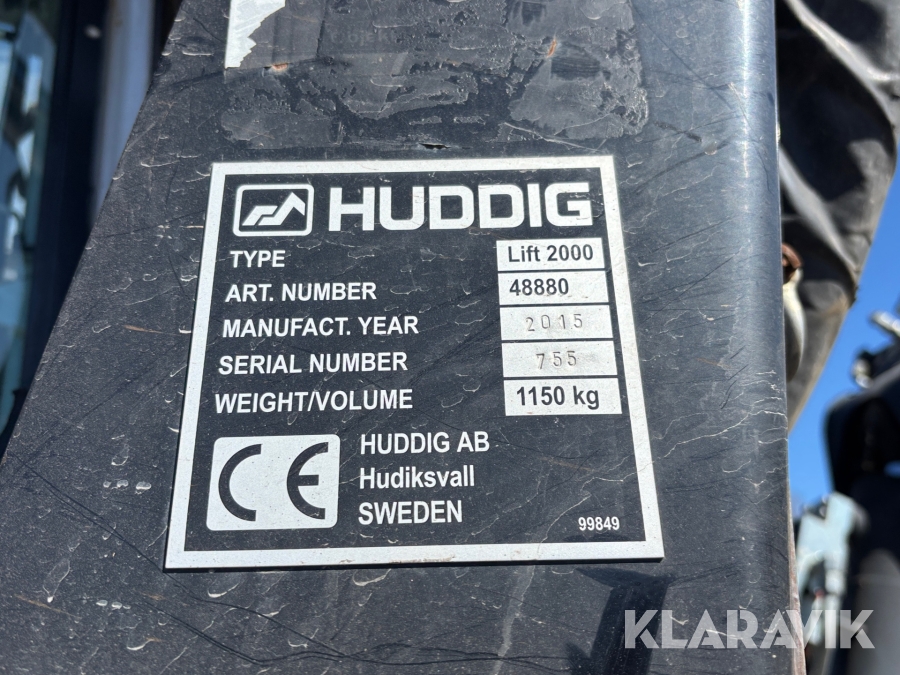 HUDDIG
TYPE Lift 2000
ART. NUMBER 48880
MANUFACT. YEAR 2015
SERIAL NUMBER 755
WEIGHT/VOLUME 1150 kg
CE HUDDIG AB
Hudiksvall
SWEDEN
99849
KLARAVIK